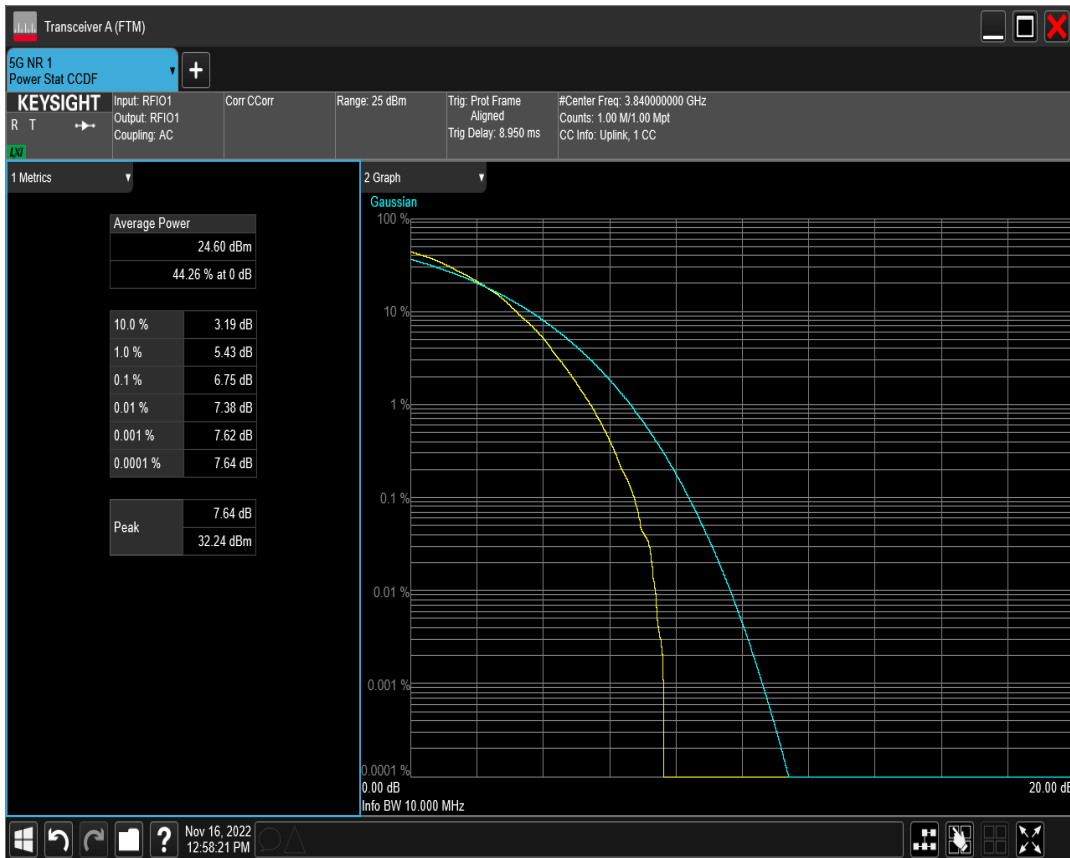 Transceiver A (FTM)
5G NR 1
Power Stat CCDF
+
KEYSIGHT
R T
LXI
Input: RFIO1
Output: RFIO1
Coupling: AC
Corr CCorr
Range: 25 dBm
Trig: Prot Frame
Aligned
Trig Delay: 8.950 ms
#Center Freq: 3.840000000 GHz
Counts: 1.00 M/1.00 Mpt
CC Info: Uplink, 1 CC
1 Metrics
Average Power
24.60 dBm
44.26 % at 0 dB
10.0 % 3.19 dB
1.0 % 5.43 dB
0.1 % 6.75 dB
0.01 % 7.38 dB
0.001 % 7.62 dB
0.0001 % 7.64 dB
Peak 7.64 dB
32.24 dBm
2 Graph
Gaussian
100 %
10 %
1 %
0.1 %
0.01 %
0.001 %
0.0001 %
0.00 dB 20.00 dB
Info BW 10.000 MHz
?
Nov 16, 2022
12:58:21 PM